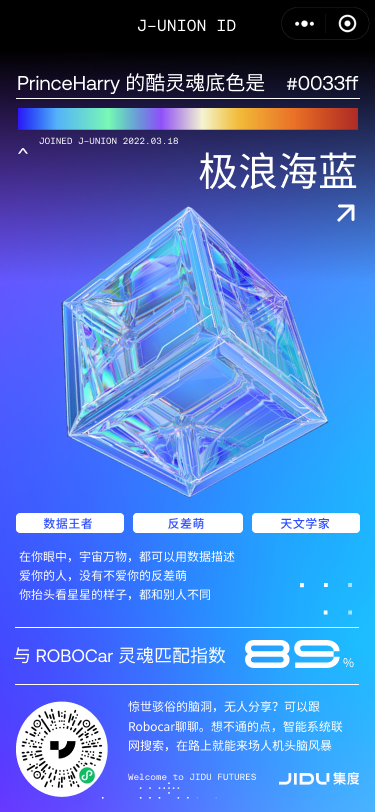 J-UNION ID
PrinceHarry 的酷灵魂底色是 #0033ff
JOINED J-UNION 2022.03.18
极浪海蓝
数据王者 反差萌 天文学家
在你眼中，宇宙万物，都可以用数据描述
爱你的人，没有不爱你的反差萌
你抬头看星星的样子，都和别人不同
与 ROBOCar 灵魂匹配指数 89%
惊世骇俗的脑洞，无人分享？可以跟
Robocar聊聊。想不通的点，智能系统联
网搜索，在路上就能来场人机头脑风暴
Welcome to JIDU FUTURES
JIDU 集度